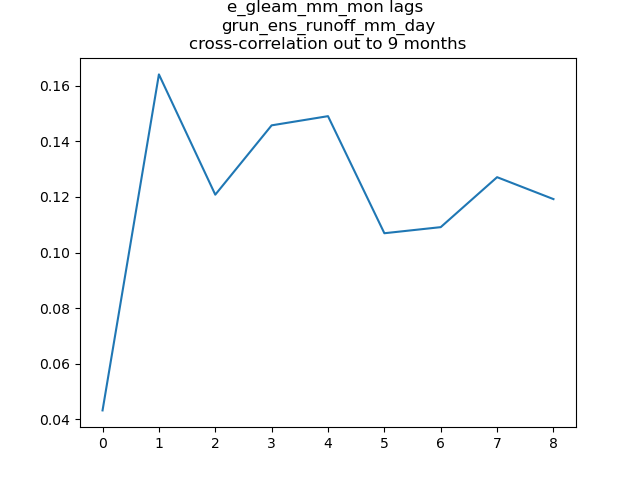 e_gleam_mm_mon lags
grun_ens_runoff_mm_day
cross-correlation out to 9 months
0.16
0.14
0.12
0.10
0.08
0.06
0.04
0 1 2 3 4 5 6 7 8